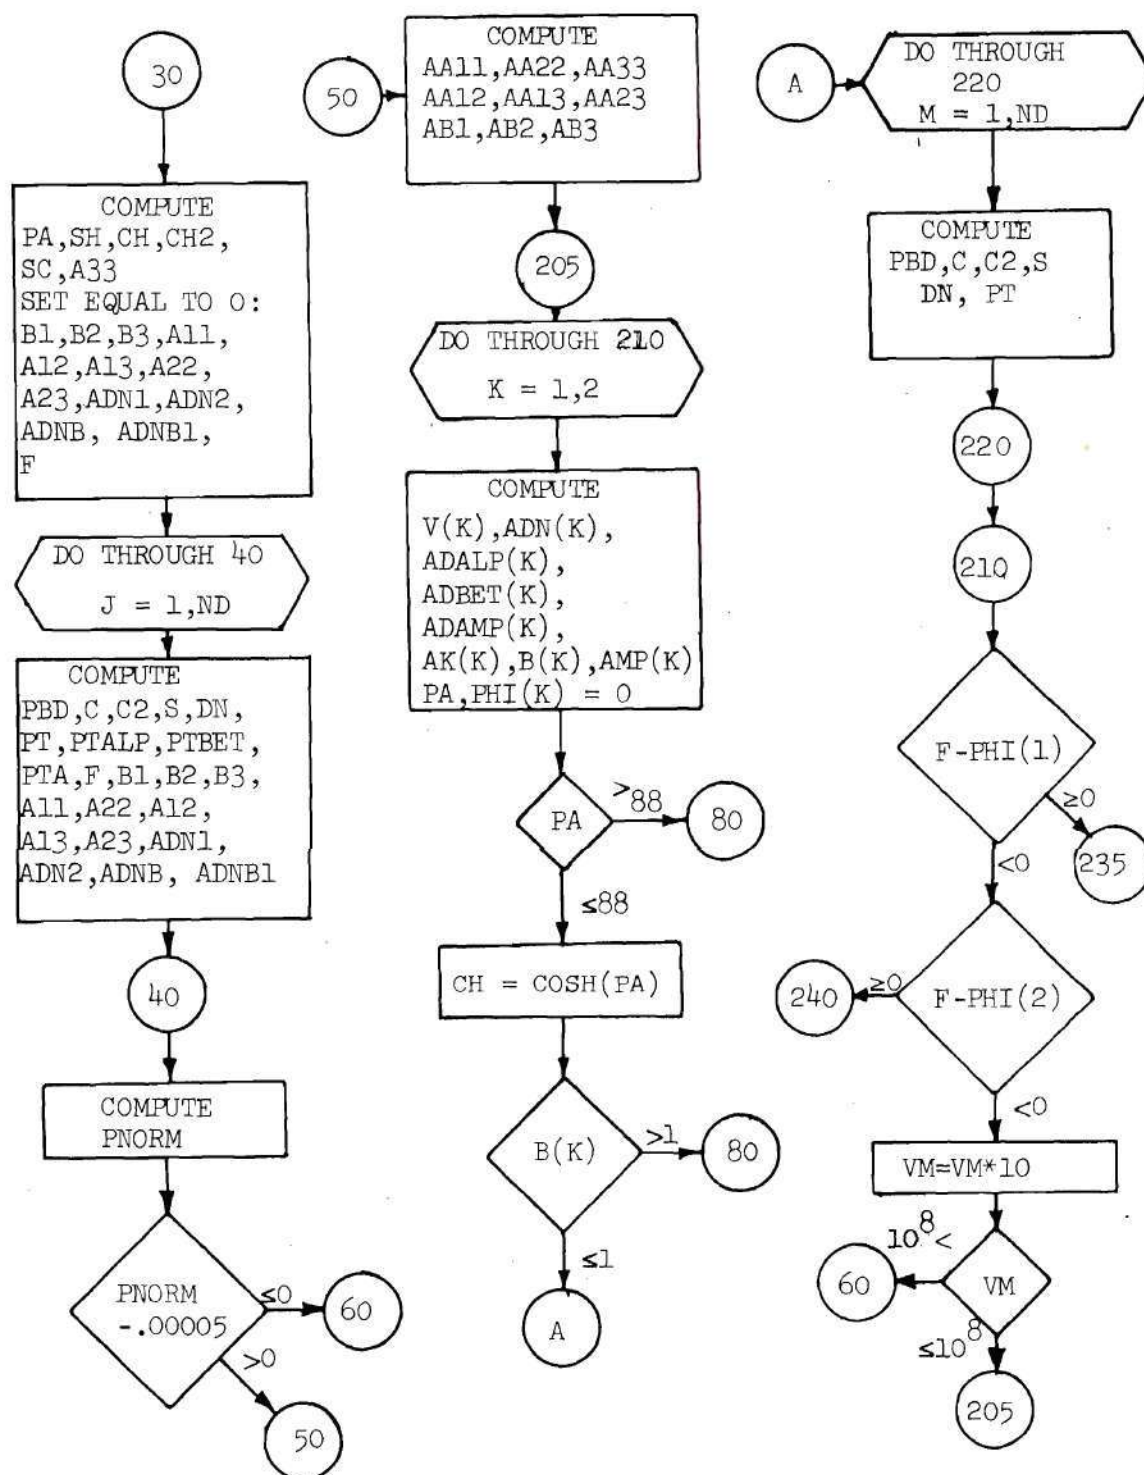 30
COMPUTE
PA,SH,CH,CH2,
SC,A33
SET EQUAL TO 0:
B1,B2,B3,A11,
A12,A13,A22,
A23,ADN1,ADN2,
ADNB, ADNB1,
F
DO THROUGH 40
J = 1,ND
COMPUTE
PBD,C,C2,S,DN,
PT,PTALP,PTBET,
PTA,F,B1,B2,B3,
A11,A22,A12,
A13,A23,ADN1,
ADN2,ADNB, ADNB1
40
COMPUTE
PNORM
PNORM
-.00005
≤0
60
>0
50
50
COMPUTE
AA11,AA22,AA33
AA12,AA13,AA23
AB1,AB2,AB3
205
DO THROUGH 210
K = 1,2
COMPUTE
V(K),ADN(K),
ADALP(K),
ADBET(K),
ADAMP(K),
AK(K),B(K),AMP(K)
PA,PHI(K) = 0
PA
>88
80
≤88
CH = COSH(PA)
B(K)
>1
80
≤1
A
A
DO THROUGH
220
M = 1,ND
COMPUTE
PBD,C,C2,S
DN, PT
220
210
F-PHI(1)
≥0
235
<0
F-PHI(2)
≥0
240
<0
VM=VM*10
10⁸<
60
VM
≤10⁸
205